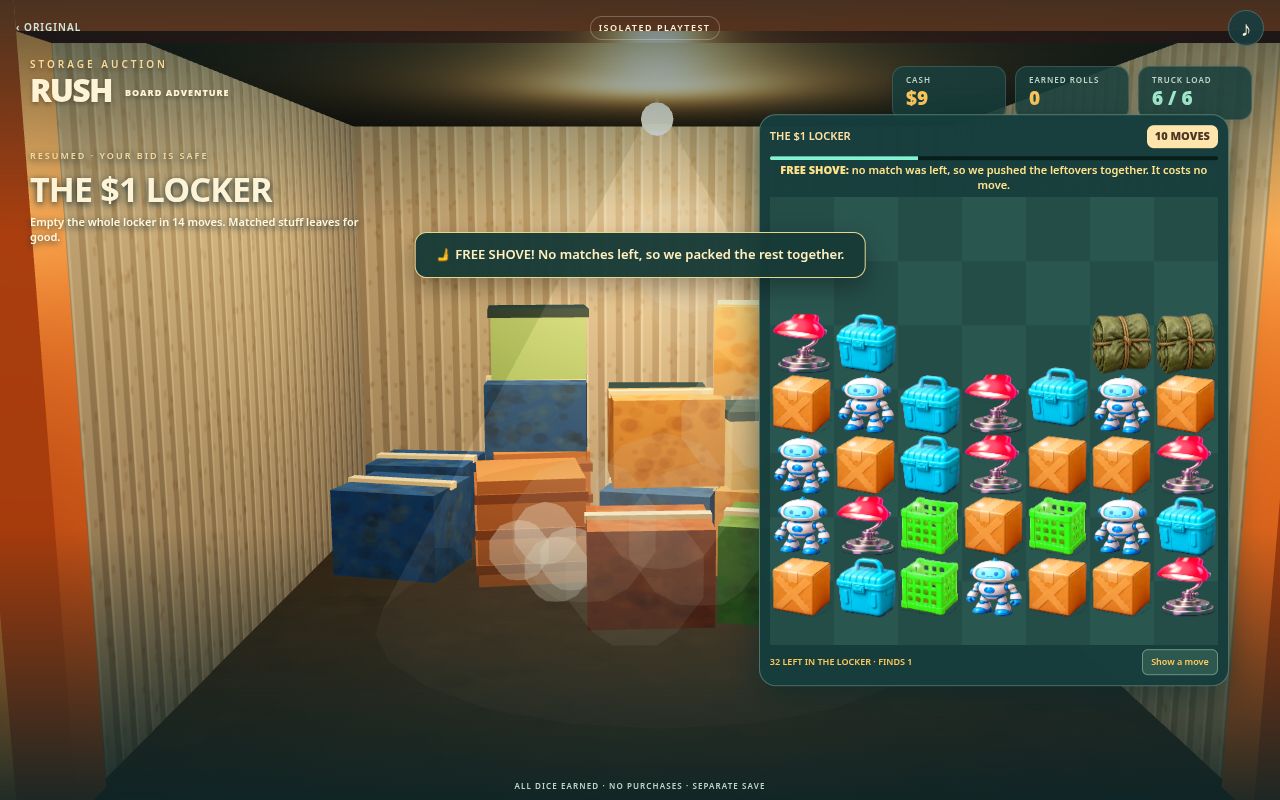 ‹ ORIGINAL
ISOLATED PLAYTEST
♪
STORAGE AUCTION
RUSH BOARD ADVENTURE
CASH
$9
EARNED ROLLS
0
TRUCK LOAD
6 / 6
RESUMED · YOUR BID IS SAFE
THE $1 LOCKER
Empty the whole locker in 14 moves. Matched stuff leaves for
good.
THE $1 LOCKER
10 MOVES
FREE SHOVE: no match was left, so we pushed the leftovers together. It costs no
move.
FREE SHOVE! No matches left, so we packed the rest together.
32 LEFT IN THE LOCKER · FINDS 1
Show a move
ALL DICE EARNED · NO PURCHASES · SEPARATE SAVE